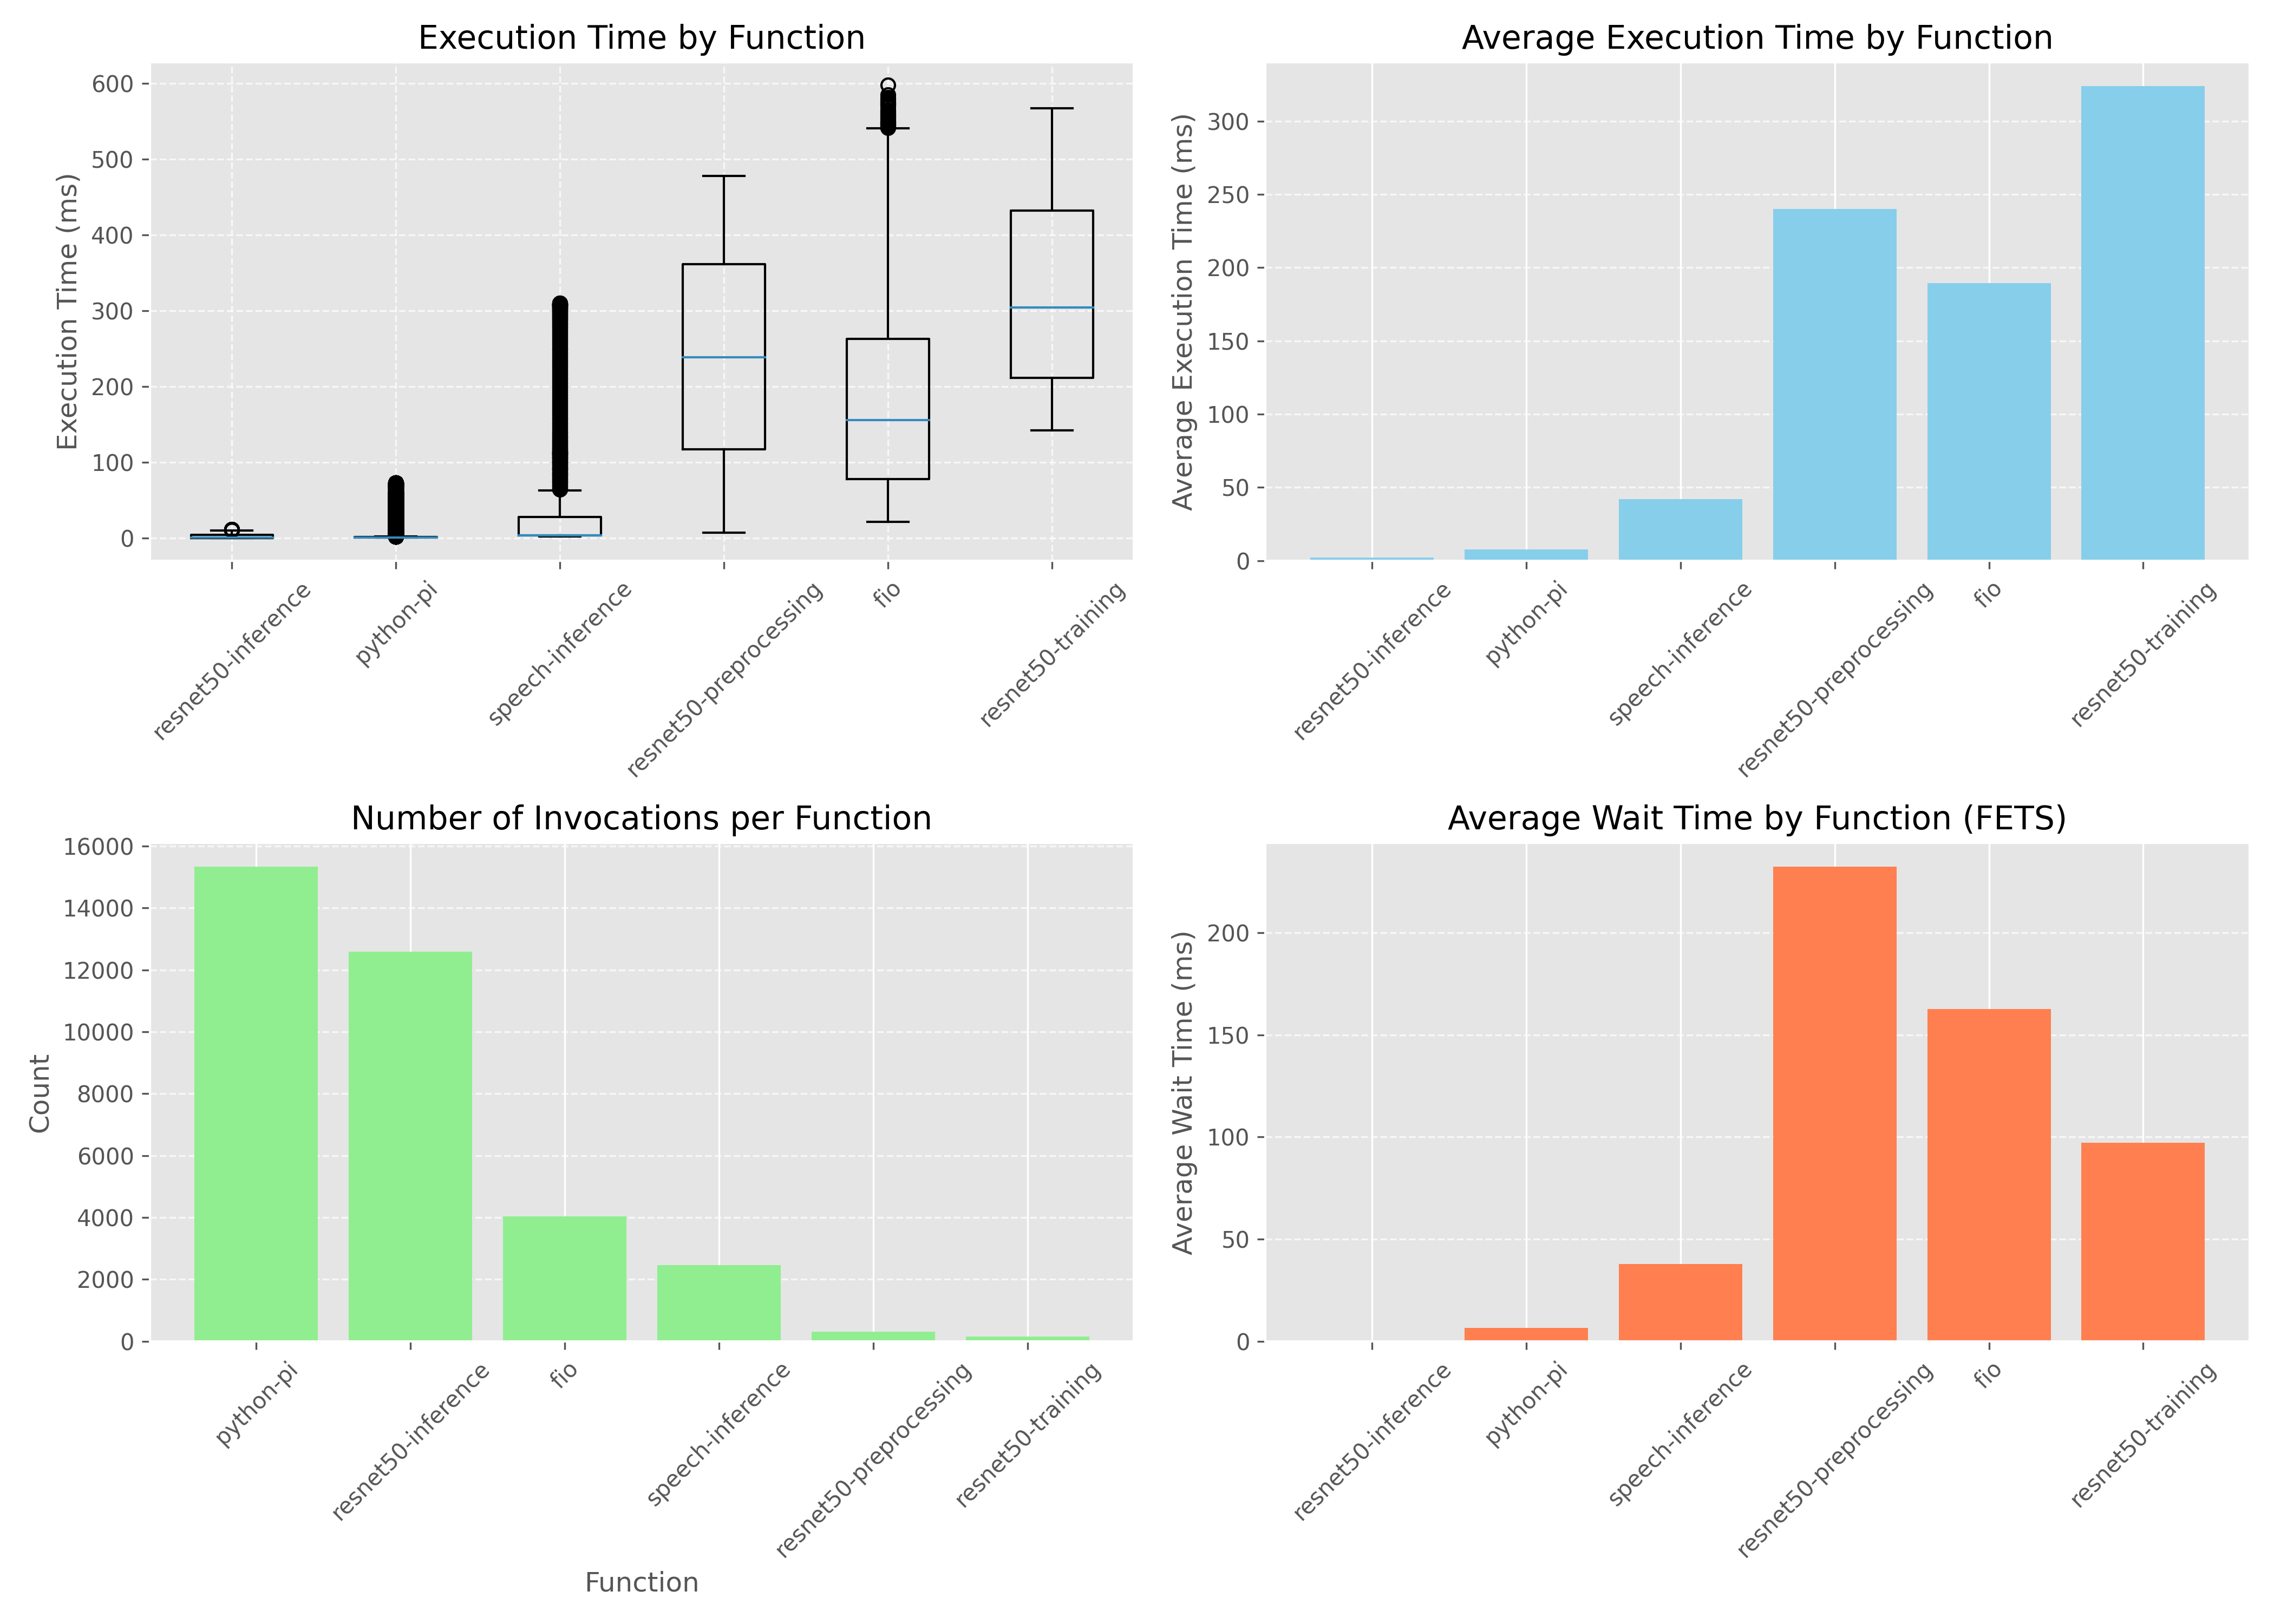 Execution Time by Function
Execution Time (ms)
600
500
400
300
200
100
0
resnet50-inference
python-pi
speech-inference
resnet50-preprocessing
fio
resnet50-training
Average Execution Time by Function
Average Execution Time (ms)
300
250
200
150
100
50
0
resnet50-inference
python-pi
speech-inference
resnet50-preprocessing
fio
resnet50-training
Number of Invocations per Function
Count
16000
14000
12000
10000
8000
6000
4000
2000
0
python-pi
resnet50-inference
fio
speech-inference
resnet50-preprocessing
resnet50-training
Function
Average Wait Time by Function (FETS)
Average Wait Time (ms)
200
150
100
50
0
resnet50-inference
python-pi
speech-inference
resnet50-preprocessing
fio
resnet50-training